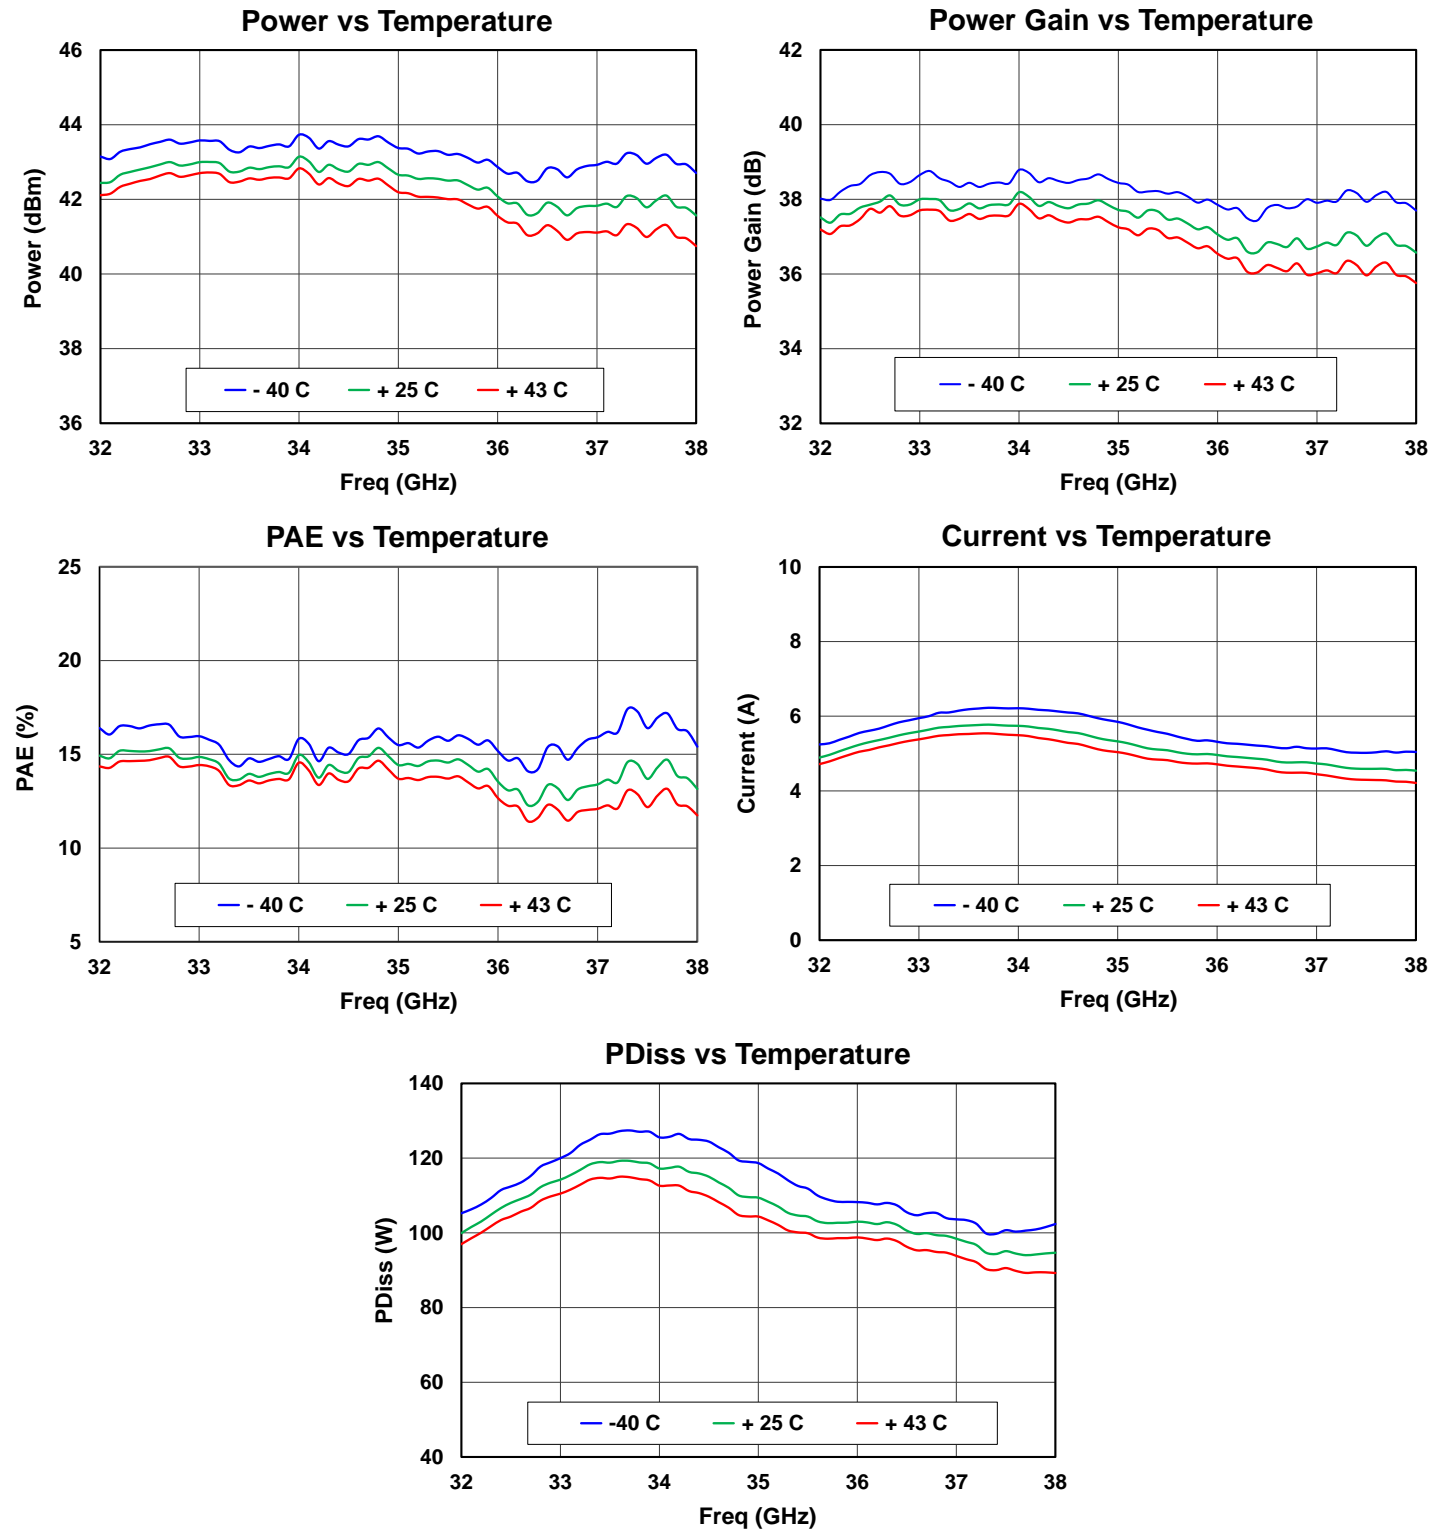 Power vs Temperature
46
44
42
40
38
36
Power (dBm)
- 40 C + 25 C + 43 C
32 33 34 35 36 37 38
Freq (GHz)
Power Gain vs Temperature
42
40
38
36
34
32
Power Gain (dB)
- 40 C + 25 C + 43 C
32 33 34 35 36 37 38
Freq (GHz)
PAE vs Temperature
25
20
15
10
5
PAE (%)
- 40 C + 25 C + 43 C
32 33 34 35 36 37 38
Freq (GHz)
Current vs Temperature
10
8
6
4
2
0
Current (A)
- 40 C + 25 C + 43 C
32 33 34 35 36 37 38
Freq (GHz)
PDiss vs Temperature
140
120
100
80
60
40
PDiss (W)
-40 C + 25 C + 43 C
32 33 34 35 36 37 38
Freq (GHz)